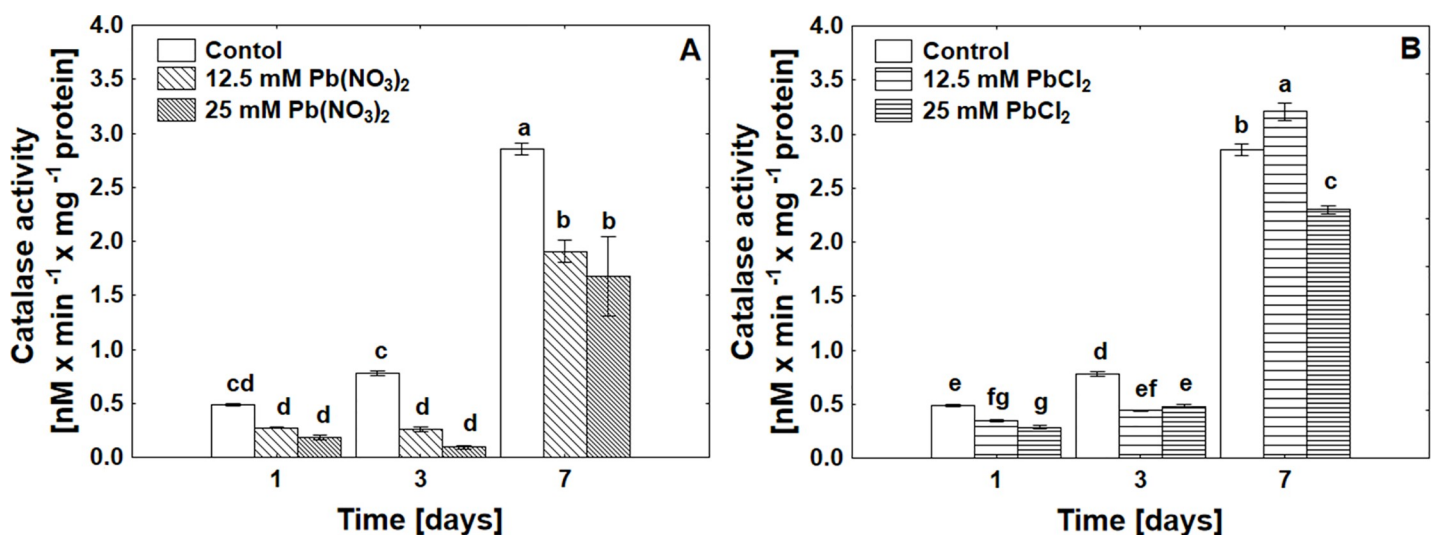 Catalase activity
[nM x min ⁻¹ x mg ⁻¹ protein]
4.0
3.5
3.0
2.5
2.0
1.5
1.0
0.5
0.0
Contol
12.5 mM Pb(NO₃)₂
25 mM Pb(NO₃)₂
A
cd
d
d
c
d
d
a
b
b
1
3
7
Time [days]
Catalase activity
[nM x min ⁻¹ x mg ⁻¹ protein]
4.0
3.5
3.0
2.5
2.0
1.5
1.0
0.5
0.0
Control
12.5 mM PbCl₂
25 mM PbCl₂
B
e
fg
g
d
ef
e
b
a
c
1
3
7
Time [days]